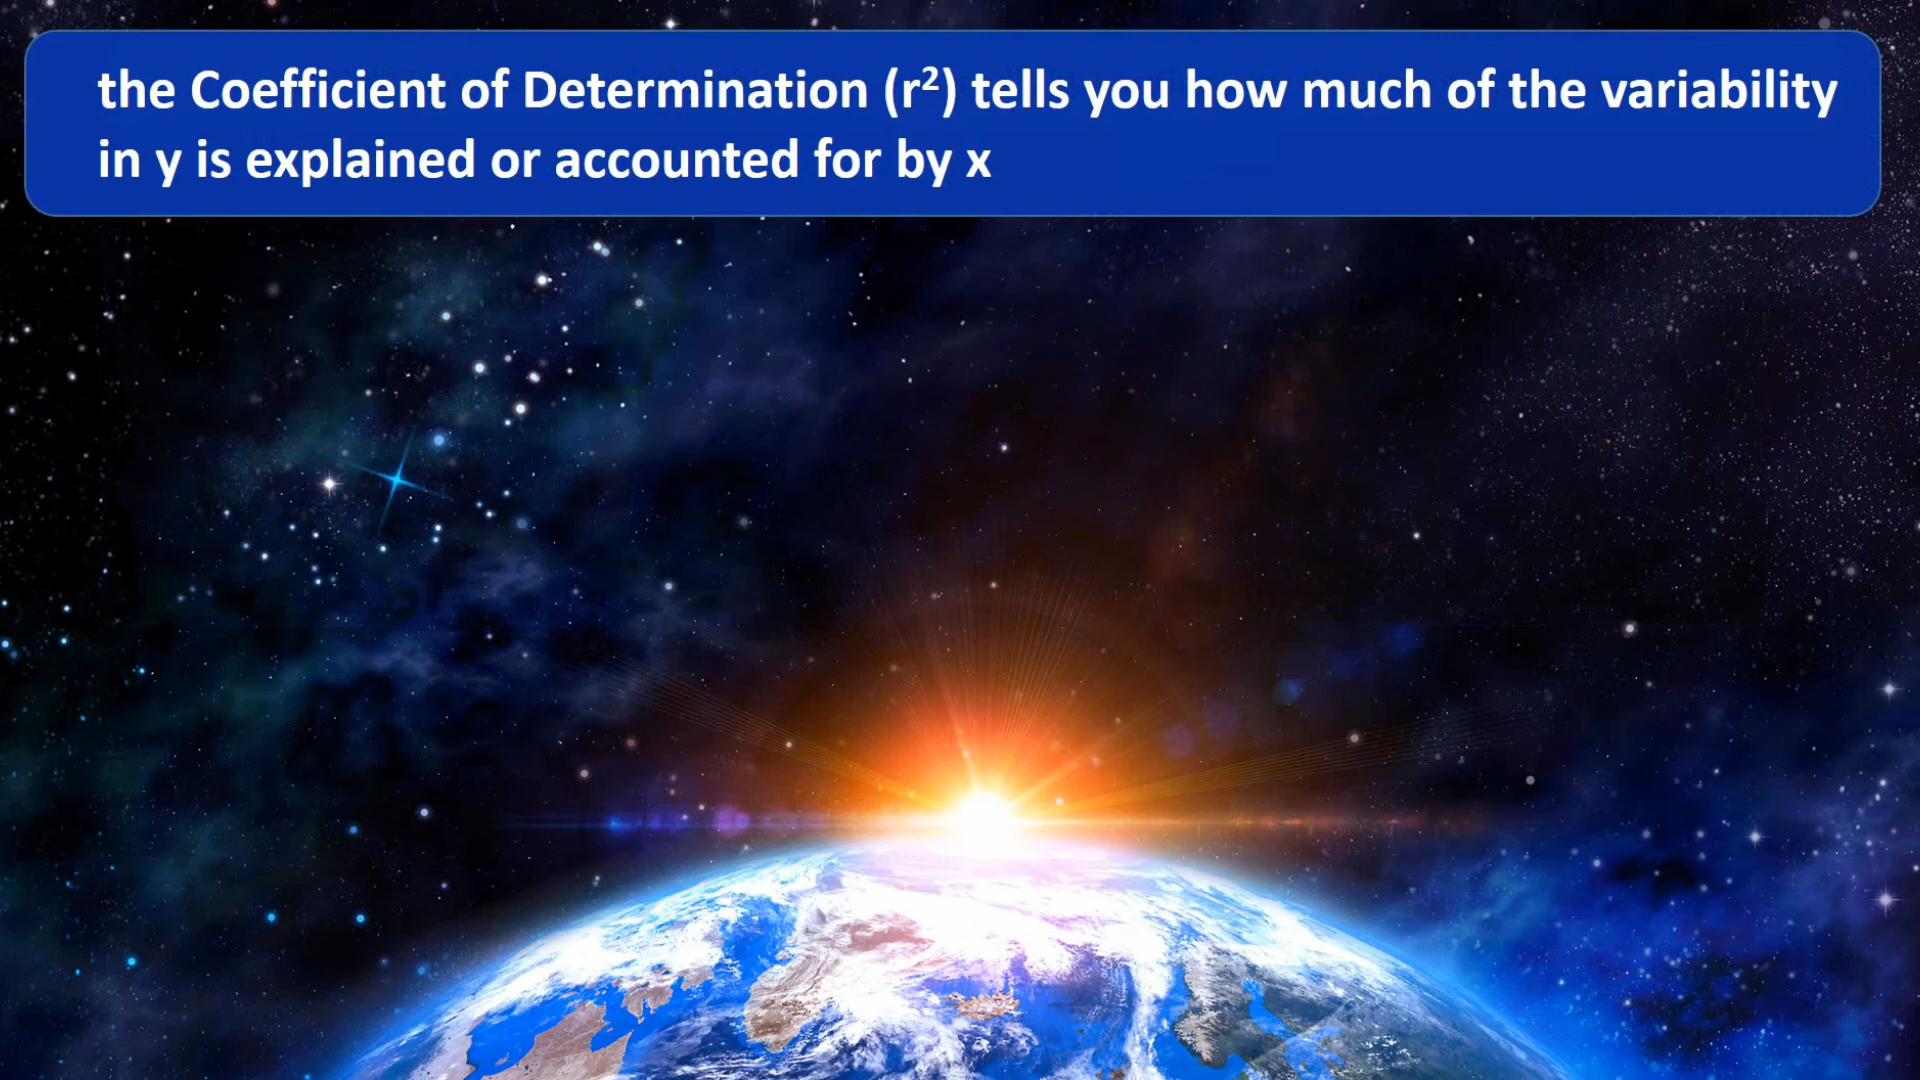 the Coefficient of Determination (r²) tells you how much of the variability
in y is explained or accounted for by x